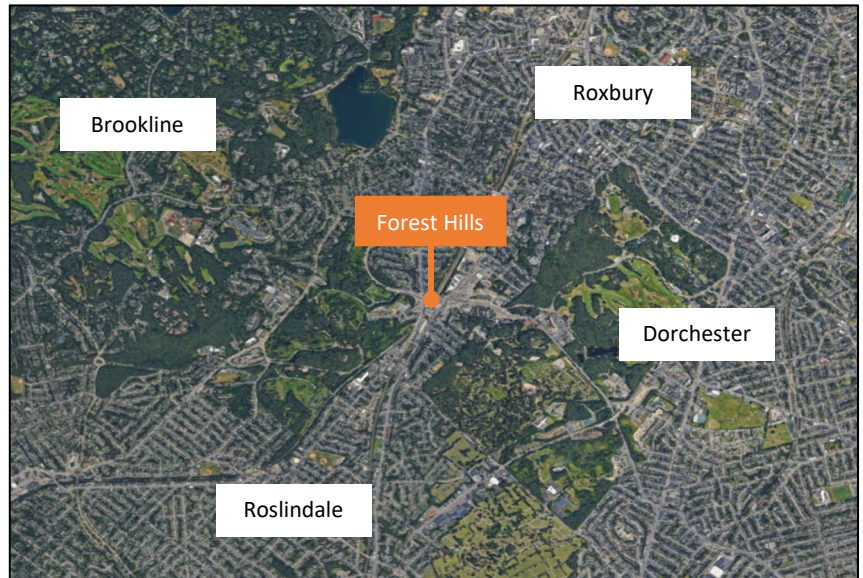 Roxbury
Brookline
Forest Hills
Dorchester
Roslindale